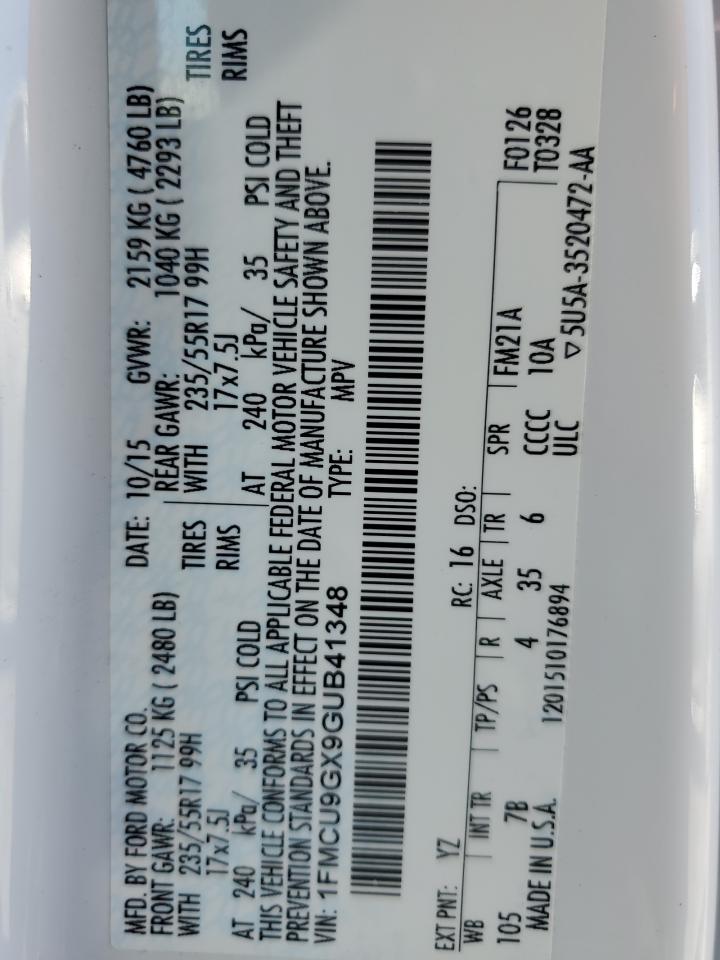 MFD. BY FORD MOTOR CO. DATE: 10/15 GVWR: 2159 KG ( 4760 LB)
FRONT GAWR: 1125 KG ( 2480 LB) REAR GAWR: 1040 KG ( 2293 LB)
WITH 235/55R17 99H TIRES WITH 235/55R17 99H TIRES
17x7.5J RIMS 17x7.5J RIMS
AT 240 kPa/ 35 PSI COLD AT 240 kPa/ 35 PSI COLD
THIS VEHICLE CONFORMS TO ALL APPLICABLE FEDERAL MOTOR VEHICLE SAFETY AND THEFT
PREVENTION STANDARDS IN EFFECT ON THE DATE OF MANUFACTURE SHOWN ABOVE.
VIN: 1FMCU9GX9GUB41348 TYPE: MPV
EXT PNT: YZ RC: 16 DSO:
WB INT TR TP/PS R AXLE TR SPR FM21A F0126
105 7B 4 35 6 CCCC 10A T0328
MADE IN U.S.A. 1201510176894 ULC ▽5U5A-3520472-AA